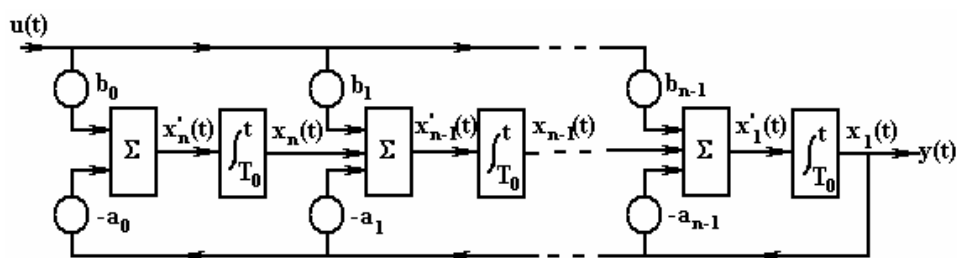 u(t)
b₀ b₁ bₙ₋₁
Σ x'ₙ(t) ∫ᵗT₀ xₙ(t) Σ x'ₙ₋₁(t) ∫ᵗT₀ xₙ₋₁(t) Σ x'₁(t) ∫ᵗT₀ x₁(t) y(t)
-a₀ -a₁ -aₙ₋₁